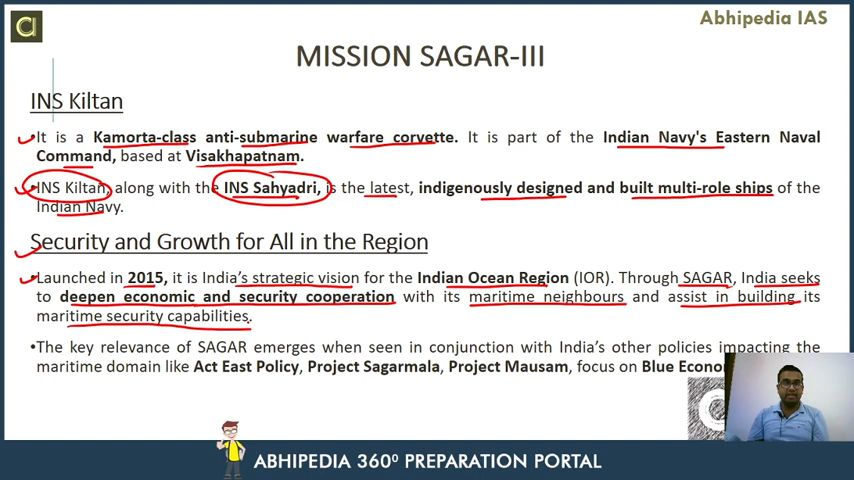 Abhipedia IAS
MISSION SAGAR-III
INS Kiltan
•It is a Kamorta-class anti-submarine warfare corvette. It is part of the Indian Navy's Eastern Naval
Command, based at Visakhapatnam.
•INS Kiltan, along with the INS Sahyadri, is the latest, indigenously designed and built multi-role ships of the
Indian Navy.
Security and Growth for All in the Region
•Launched in 2015, it is India's strategic vision for the Indian Ocean Region (IOR). Through SAGAR, India seeks
to deepen economic and security cooperation with its maritime neighbours and assist in building its
maritime security capabilities.
•The key relevance of SAGAR emerges when seen in conjunction with India's other policies impacting the
maritime domain like Act East Policy, Project Sagarmala, Project Mausam, focus on Blue
ABHIPEDIA 360⁰ PREPARATION PORTAL